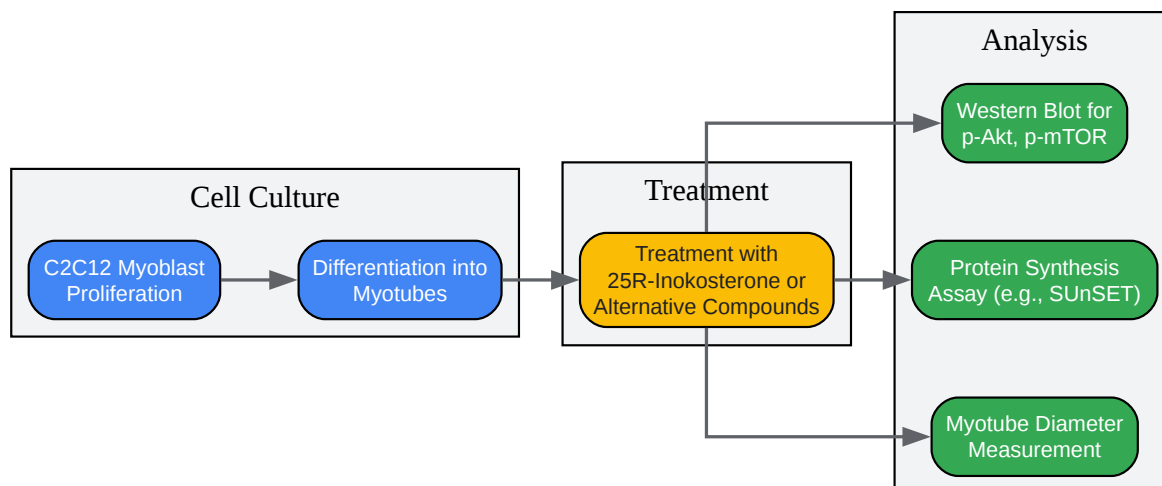 Cell Culture
C2C12 Myoblast
Proliferation
Differentiation into
Myotubes
Treatment
Treatment with
25R-Inokosterone or
Alternative Compounds
Analysis
Western Blot for
p-Akt, p-mTOR
Protein Synthesis
Assay (e.g., SUnSET)
Myotube Diameter
Measurement